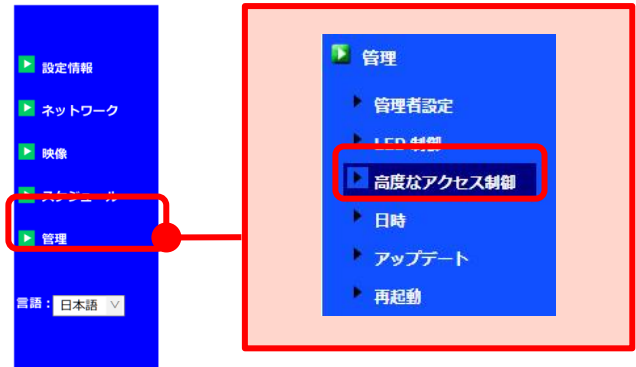 設定情報
ネットワーク
映像
スケジュール
管理
言語：日本語
管理
管理者設定
LED 制御
高度なアクセス制御
日時
アップデート
再起動